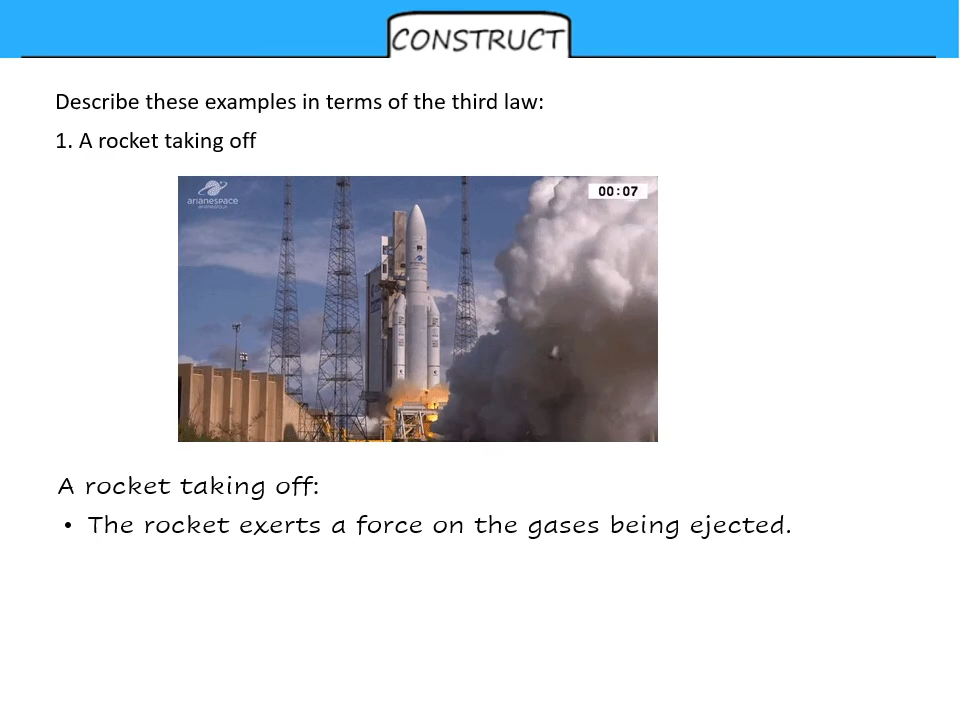 CONSTRUCT
Describe these examples in terms of the third law:
1. A rocket taking off
arianespace
00:07
A rocket taking off:
• The rocket exerts a force on the gases being ejected.